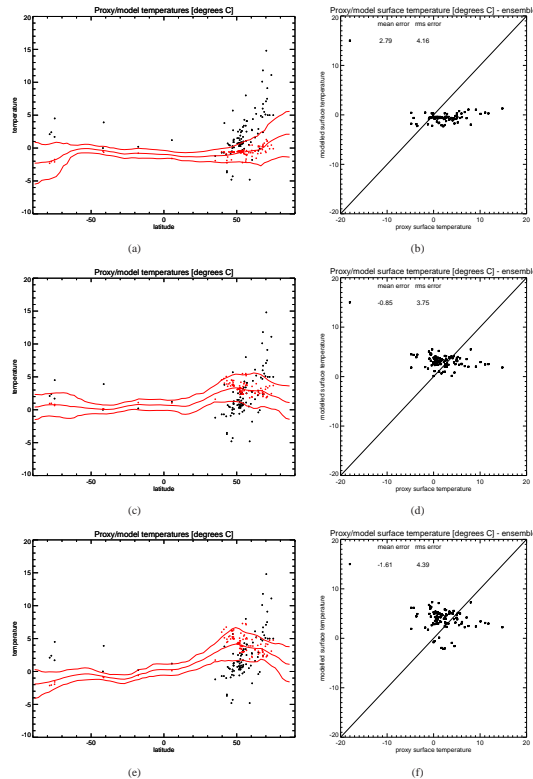 Proxy/model temperatures [degrees C]
20
15
10
5
0
-5
-10
temperature
-50
0
50
latitude
(a)
Proxy/model surface temperature [degrees C] - ensemble
mean error rms error
2.79 4.16
20
10
0
-10
-20
modelled surface temperature
-20
-10
0
10
20
proxy surface temperature
(b)
Proxy/model temperatures [degrees C]
20
15
10
5
0
-5
-10
temperature
-50
0
50
latitude
(c)
Proxy/model surface temperature [degrees C] - ensemble
mean error rms error
-0.85 3.75
20
10
0
-10
-20
modelled surface temperature
-20
-10
0
10
20
proxy surface temperature
(d)
Proxy/model temperatures [degrees C]
20
15
10
5
0
-5
-10
temperature
-50
0
50
latitude
(e)
Proxy/model surface temperature [degrees C] - ensemble
mean error rms error
-1.61 4.39
20
10
0
-10
-20
modelled surface temperature
-20
-10
0
10
20
proxy surface temperature
(f)